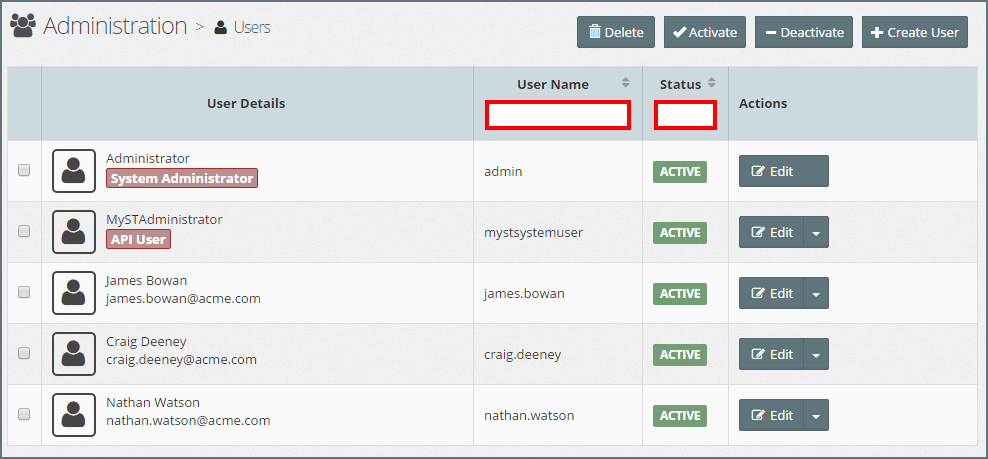 Administration > Users
Delete Activate Deactivate Create User
User Details User Name Status Actions
Administrator
System Administrator
admin ACTIVE Edit
MySTAdministrator
API User
mystsystemuser ACTIVE Edit
James Bowan
james.bowan@acme.com
james.bowan ACTIVE Edit
Craig Deeney
craig.deeney@acme.com
craig.deeney ACTIVE Edit
Nathan Watson
nathan.watson@acme.com
nathan.watson ACTIVE Edit